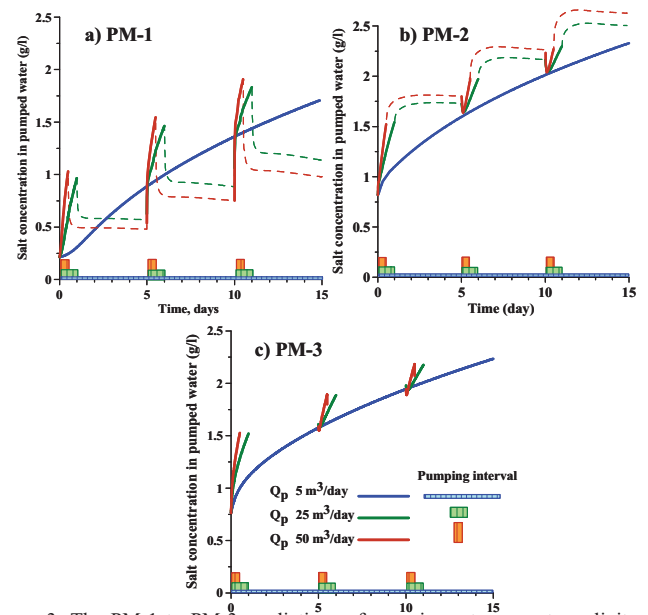 a) PM-1
Salt concentration in pumped water (g/l)
2.5
2
1.5
1
0.5
0
0
5
10
15
Time, days
b) PM-2
Salt concentration in pumped water (g/l)
2.5
2
1.5
1
0.5
0
0
5
10
15
Time (day)
c) PM-3
Salt concentration in pumped water (g/l)
2.5
2
1.5
1
0.5
0
0
5
10
15
Pumping interval
Qp 5 m³/day
Qp 25 m³/day
Qp 50 m³/day